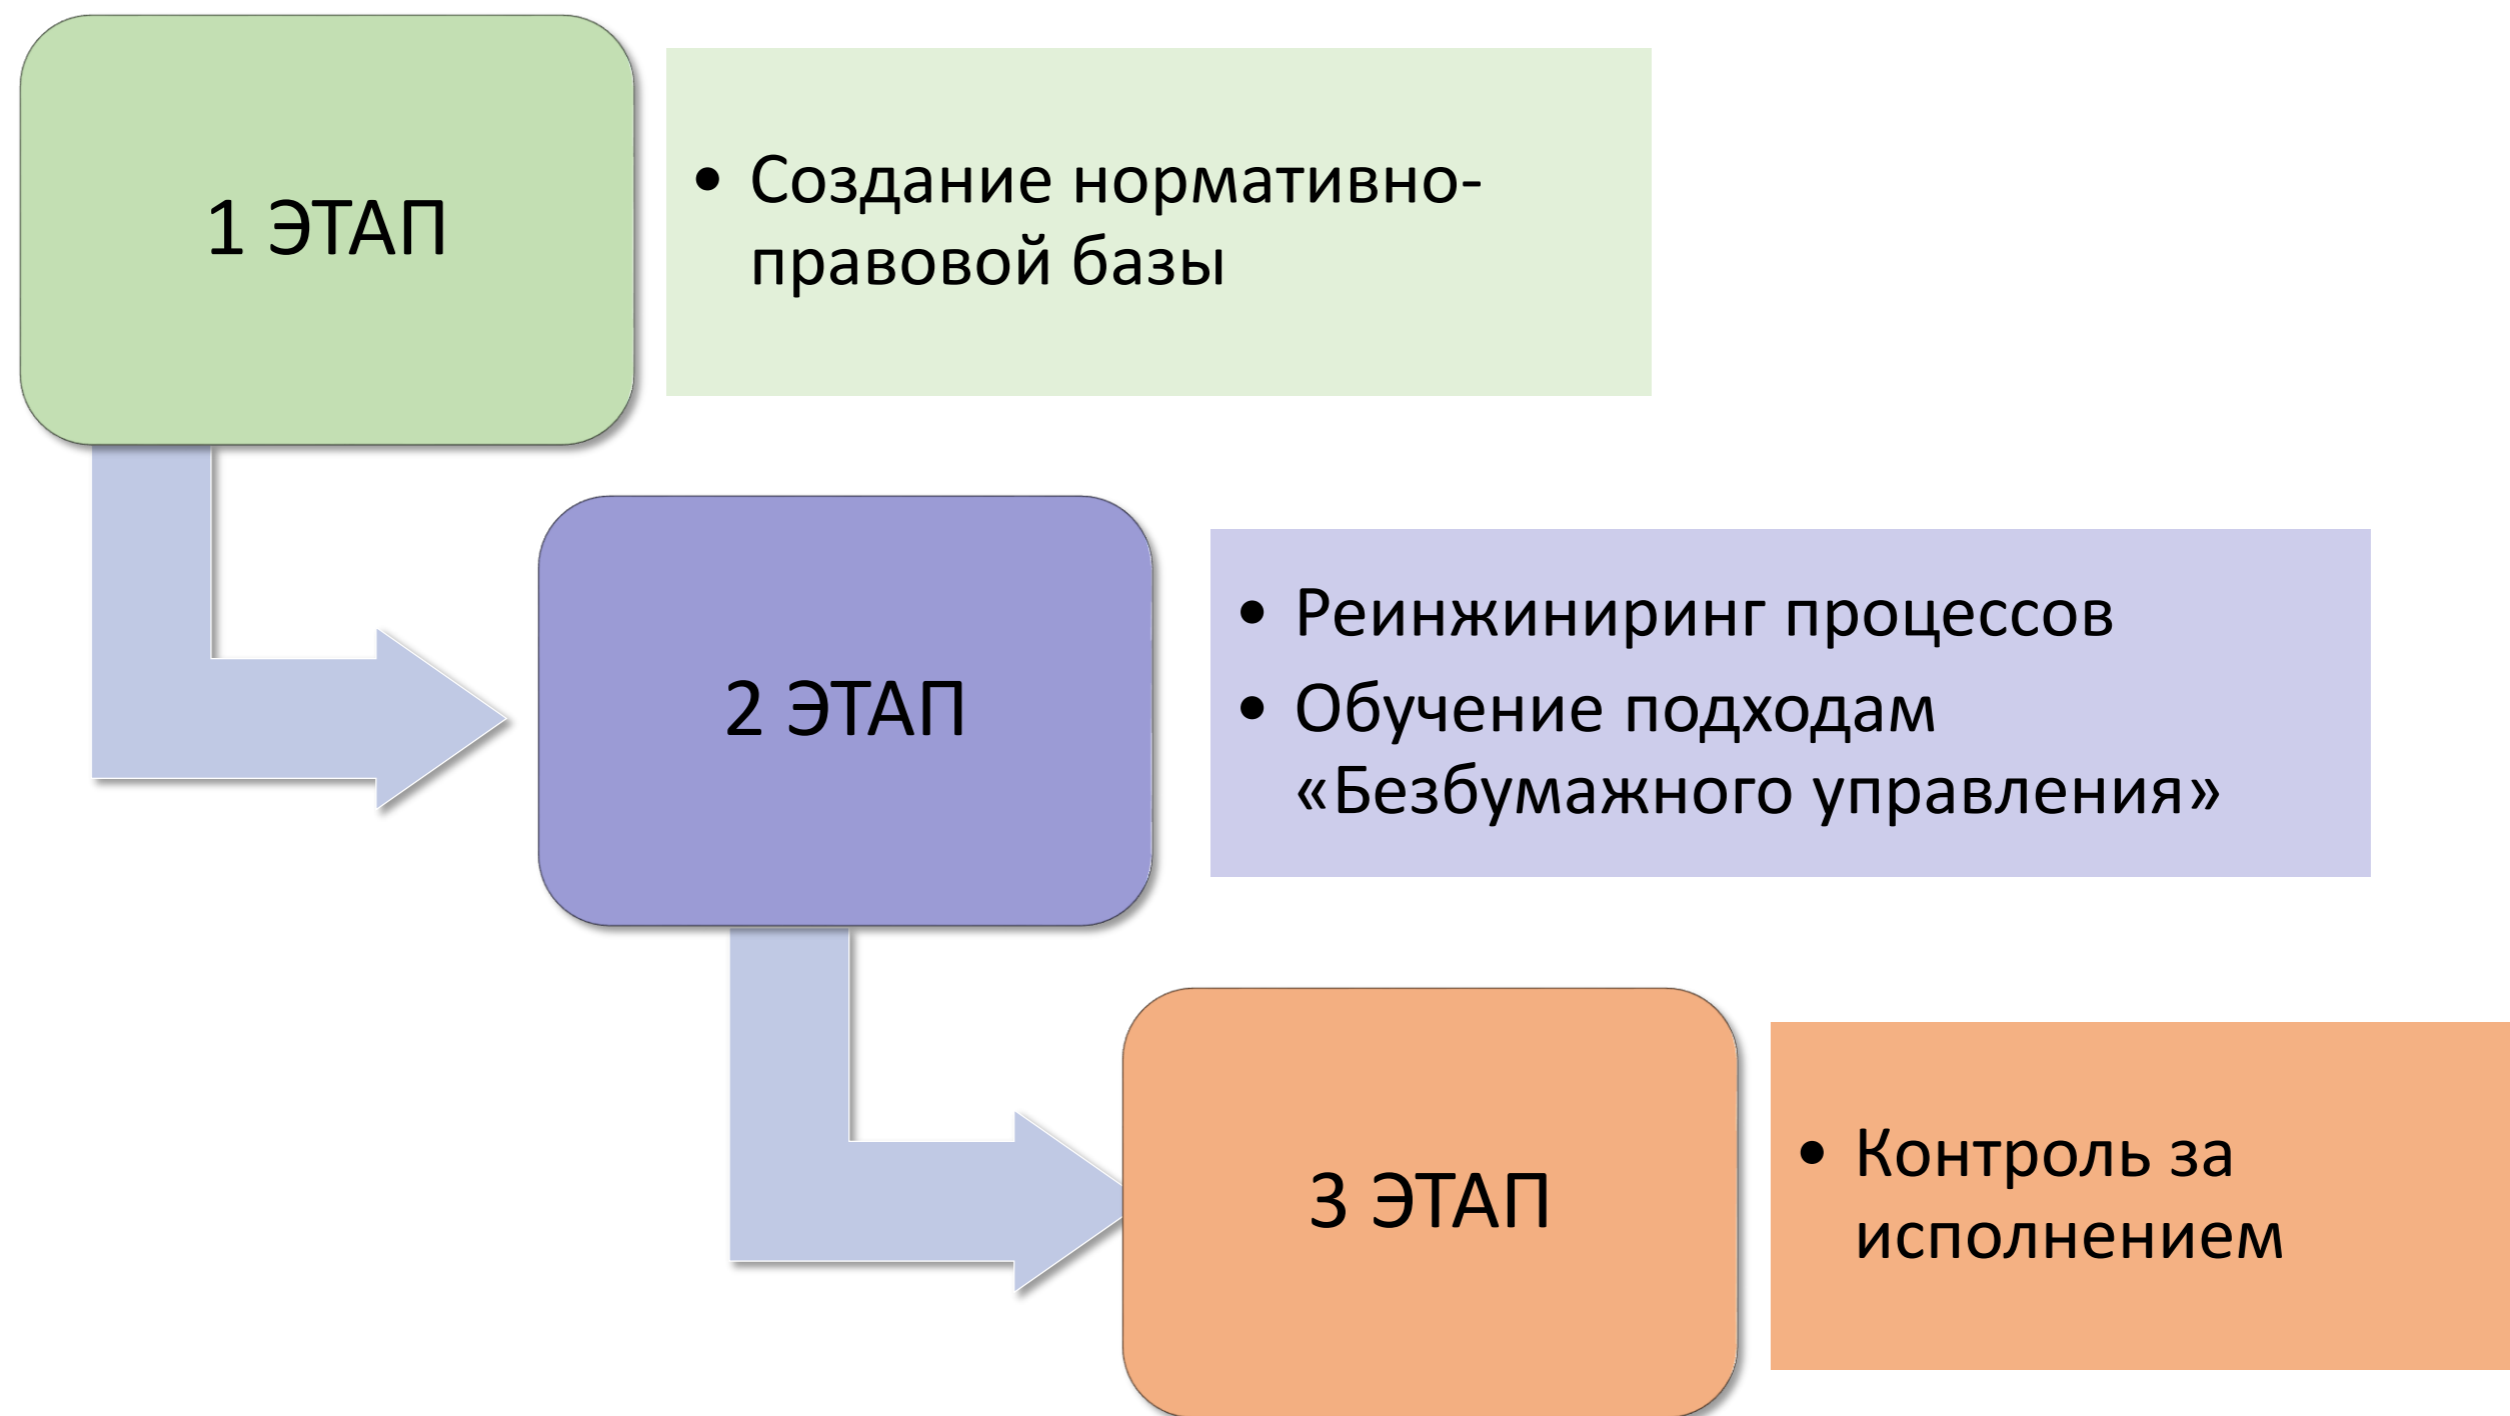 1 ЭТАП
• Создание нормативно-
правовой базы
2 ЭТАП
• Реинжиниринг процессов
• Обучение подходам
«Безбумажного управления»
3 ЭТАП
• Контроль за
исполнением